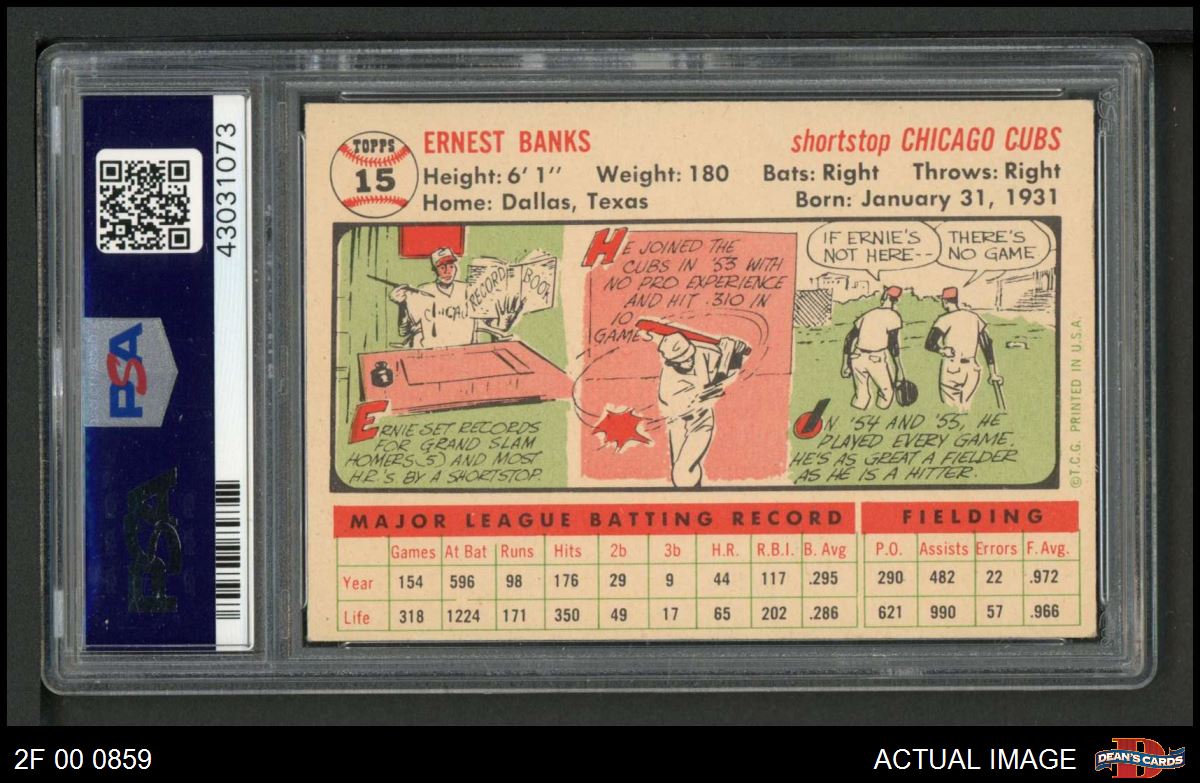 43031073
PSA
PSA
TOPPS
15
ERNEST BANKS
shortstop CHICAGO CUBS
Height: 6' 1'' Weight: 180 Bats: Right Throws: Right
Home: Dallas, Texas Born: January 31, 1931
CHICAG
RECORD BOOK
1
ERNIE SET RECORDS
FOR GRAND SLAM
HOMERS (5) AND MOST
H.R.'S BY A SHORTSTOP.
HE JOINED THE
CUBS IN '53 WITH
NO PRO EXPERIENCE
AND HIT .310 IN
10
GAMES
IF ERNIE'S
NOT HERE--
THERE'S
NO GAME
ON '54 AND '55, HE
PLAYED EVERY GAME.
HE'S AS GREAT A FIELDER
AS HE IS A HITTER.
©T.C.G. PRINTED IN U.S.A.
MAJOR LEAGUE BATTING RECORD FIELDING
Games At Bat Runs Hits 2b 3b H.R. R.B.I. B. Avg P.O. Assists Errors F. Avg.
Year 154 596 98 176 29 9 44 117 .295 290 482 22 .972
Life 318 1224 171 350 49 17 65 202 .286 621 990 57 .966
2F 00 0859
ACTUAL IMAGE
D
DEAN'S CARDS